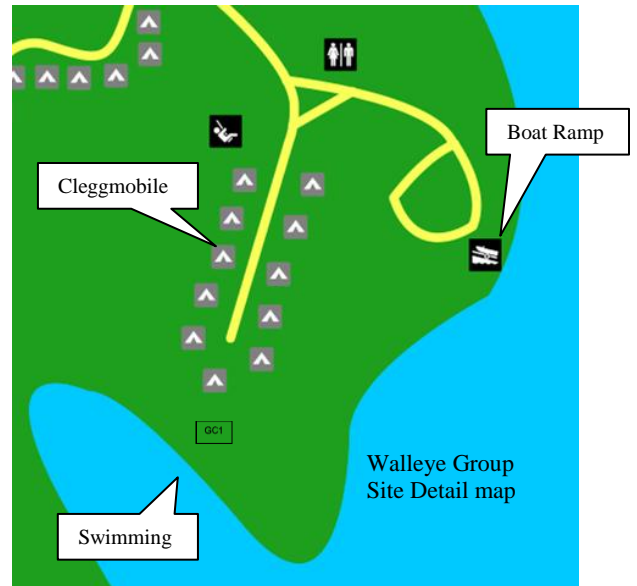 Boat Ramp
Cleggmobile
GC1
Walleye Group
Site Detail map
Swimming